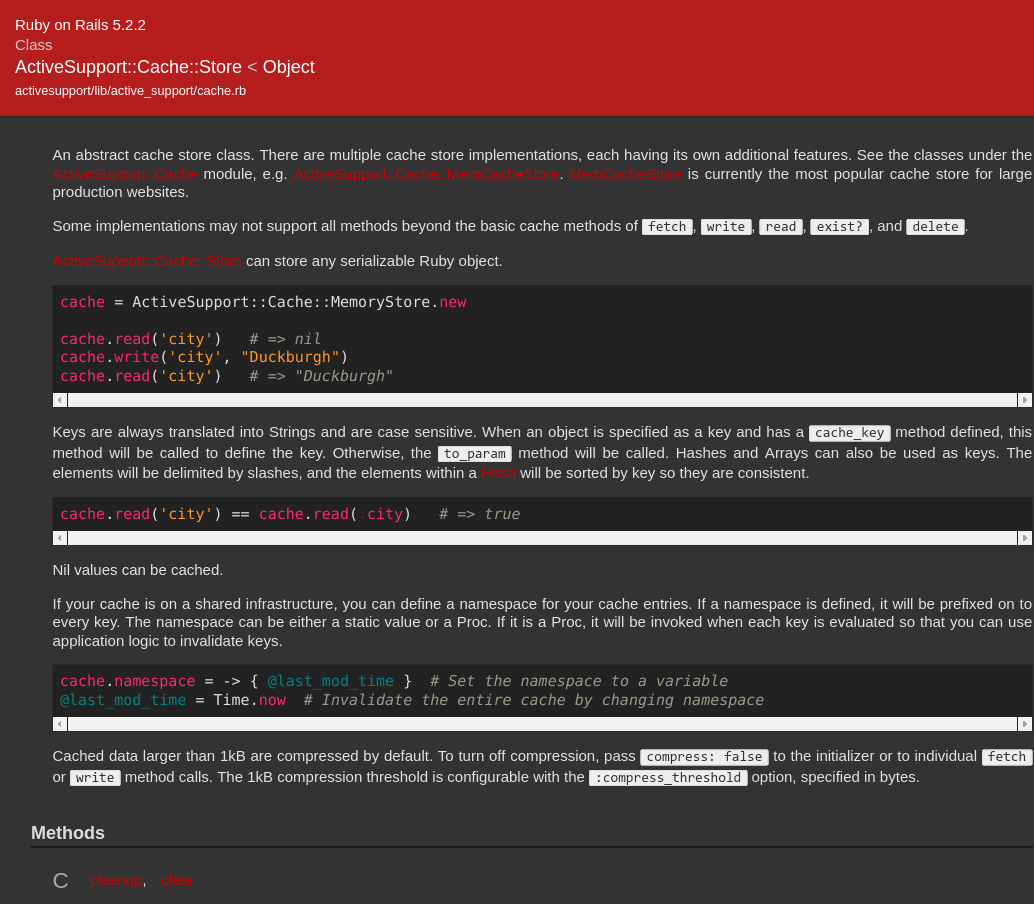 Ruby on Rails 5.2.2
Class
ActiveSupport::Cache::Store < Object
activesupport/lib/active_support/cache.rb
An abstract cache store class. There are multiple cache store implementations, each having its own additional features. See the classes under the
ActiveSupport::Cache module, e.g. ActiveSupport::Cache::MemCacheStore. MemCacheStore is currently the most popular cache store for large
production websites.
Some implementations may not support all methods beyond the basic cache methods of fetch, write, read, exist?, and delete.
ActiveSupport::Cache::Store can store any serializable Ruby object.
cache = ActiveSupport::Cache::MemoryStore.new
cache.read('city')   # => nil
cache.write('city', "Duckburgh")
cache.read('city')   # => "Duckburgh"
Keys are always translated into Strings and are case sensitive. When an object is specified as a key and has a cache_key method defined, this
method will be called to define the key. Otherwise, the to_param method will be called. Hashes and Arrays can also be used as keys. The
elements will be delimited by slashes, and the elements within a Hash will be sorted by key so they are consistent.
cache.read('city') == cache.read(:city)   # => true
Nil values can be cached.
If your cache is on a shared infrastructure, you can define a namespace for your cache entries. If a namespace is defined, it will be prefixed on to
every key. The namespace can be either a static value or a Proc. If it is a Proc, it will be invoked when each key is evaluated so that you can use
application logic to invalidate keys.
cache.namespace = -> { @last_mod_time }  # Set the namespace to a variable
@last_mod_time = Time.now  # Invalidate the entire cache by changing namespace
Cached data larger than 1kB are compressed by default. To turn off compression, pass compress: false to the initializer or to individual fetch
or write method calls. The 1kB compression threshold is configurable with the :compress_threshold option, specified in bytes.
Methods
C cleanup, clear